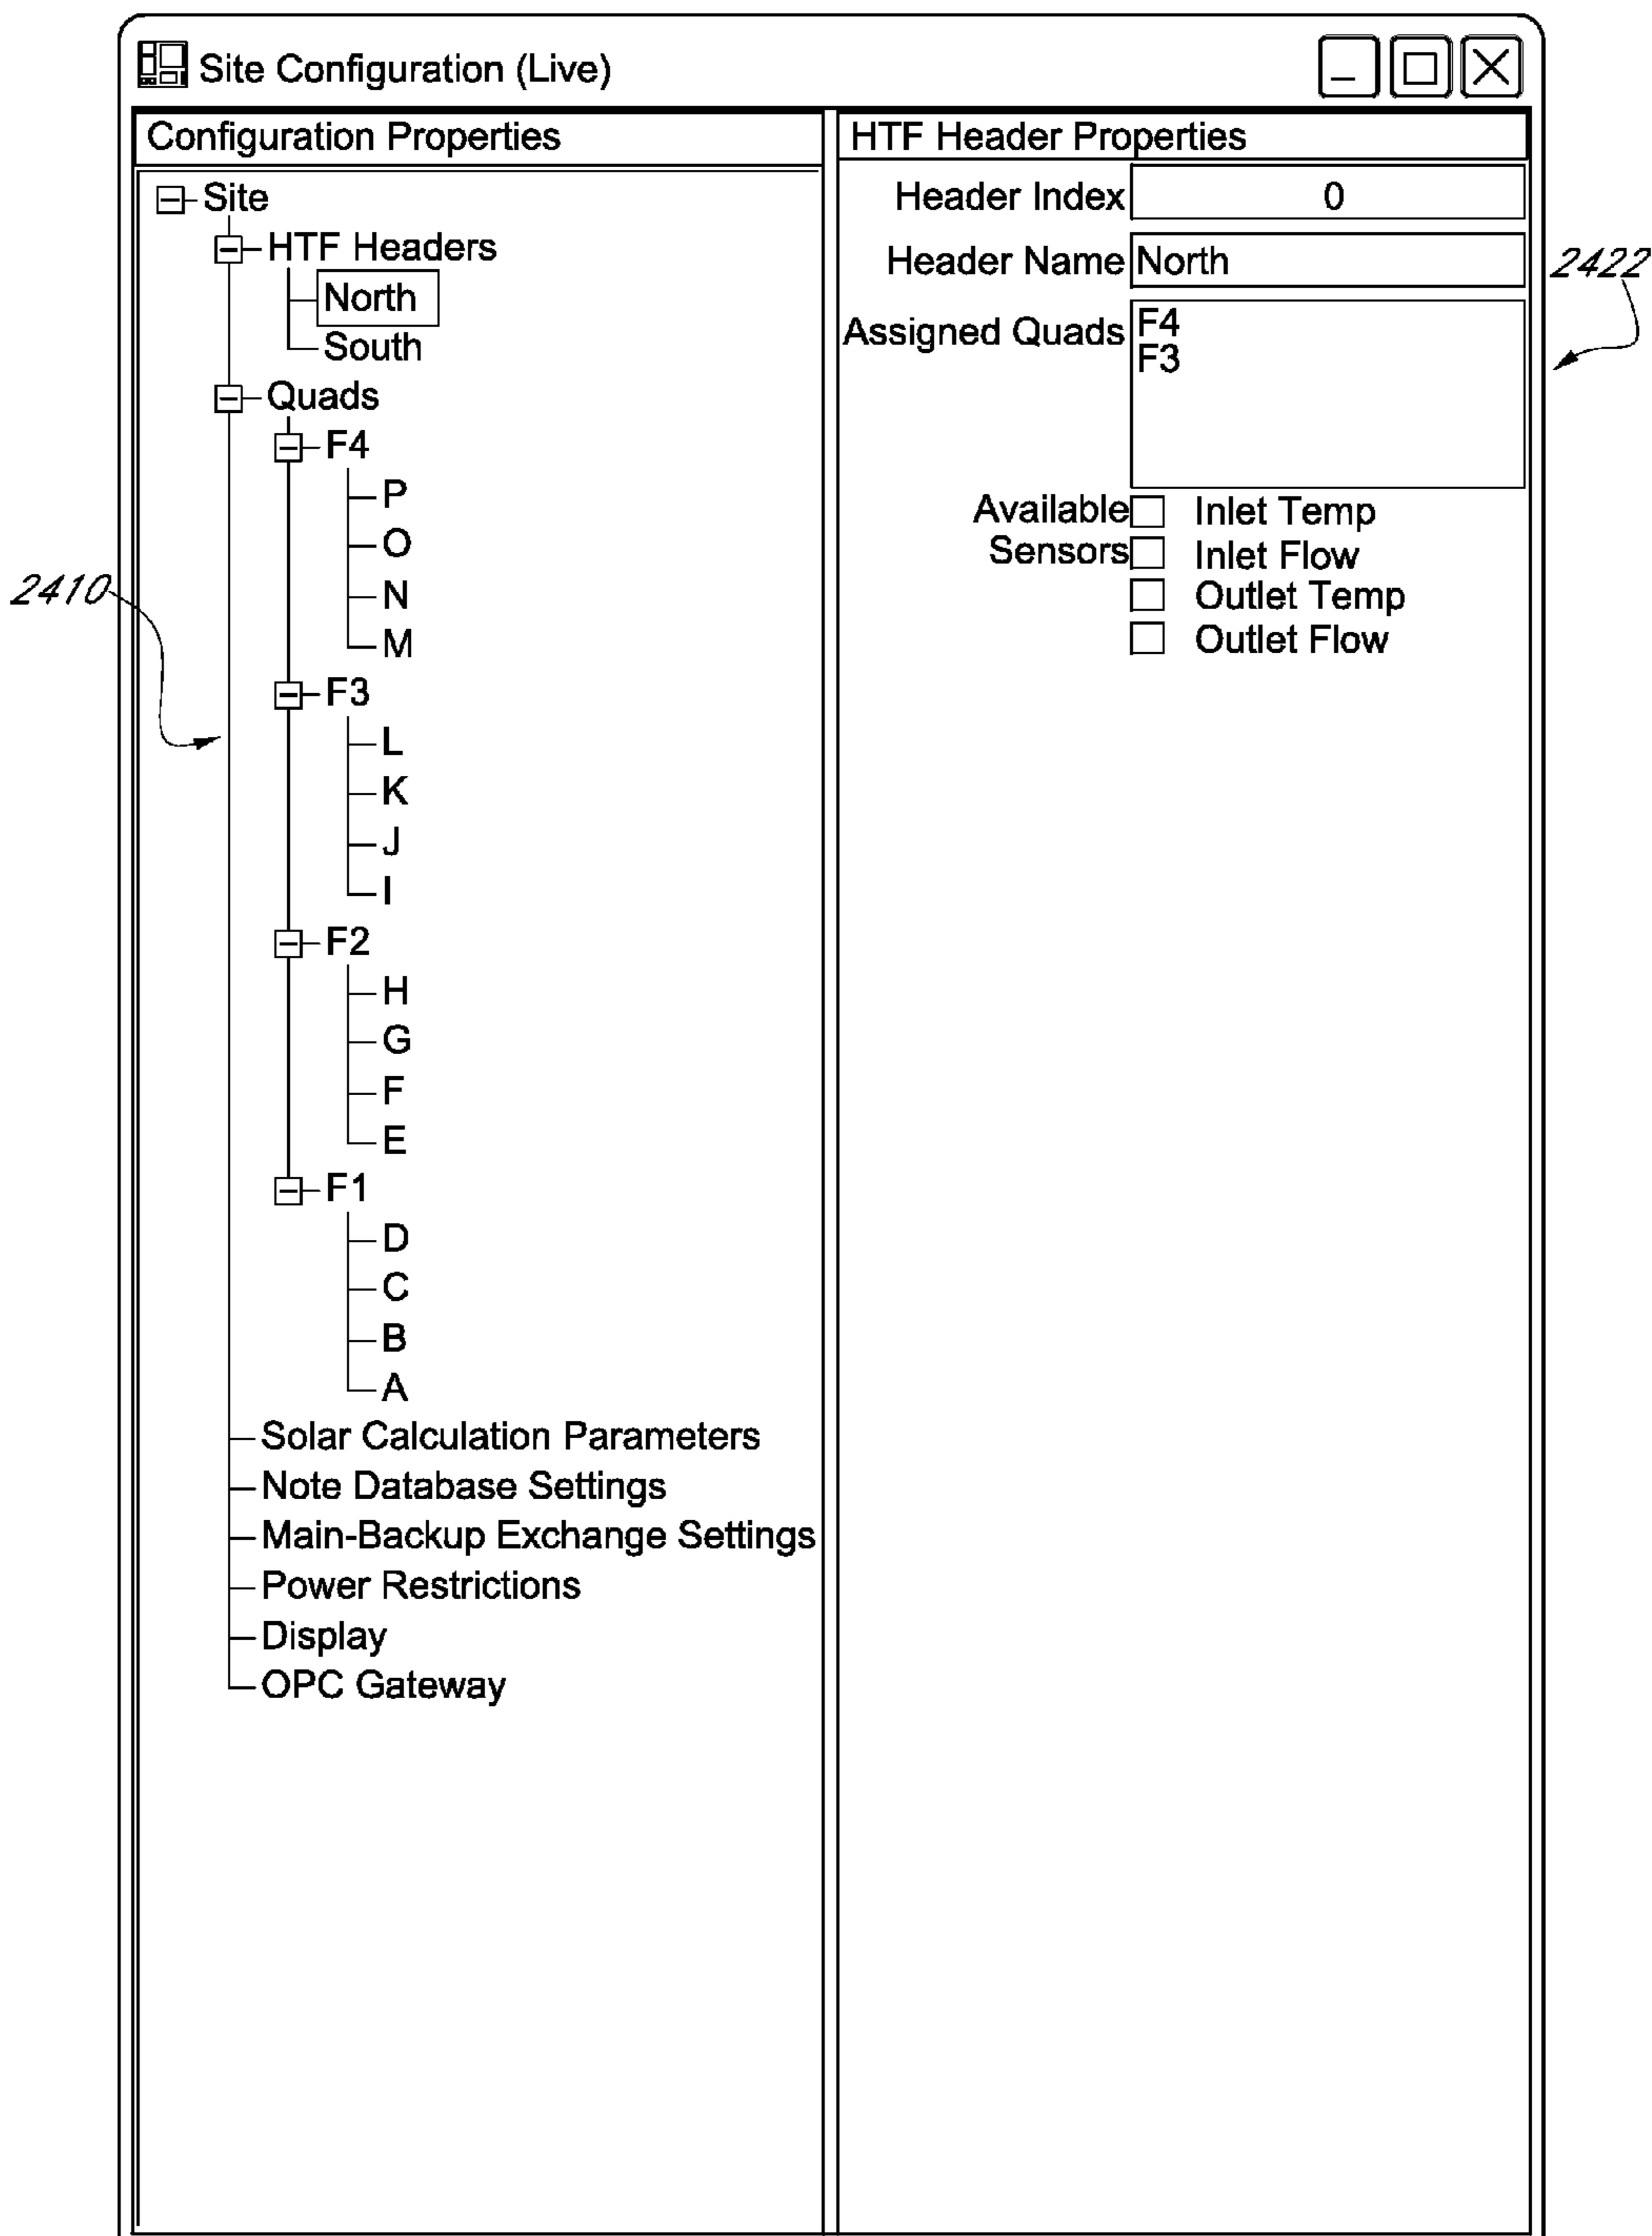 Site Configuration (Live)
Configuration Properties
Site
HTF Headers
North
South
Quads
F4
P
O
N
M
F3
L
K
J
I
F2
H
G
F
E
F1
D
C
B
A
Solar Calculation Parameters
Note Database Settings
Main-Backup Exchange Settings
Power Restrictions
Display
OPC Gateway
2410
HTF Header Properties
Header Index 0
Header Name North
Assigned Quads F4
F3
Available Inlet Temp
Sensors Inlet Flow
Outlet Temp
Outlet Flow
2422